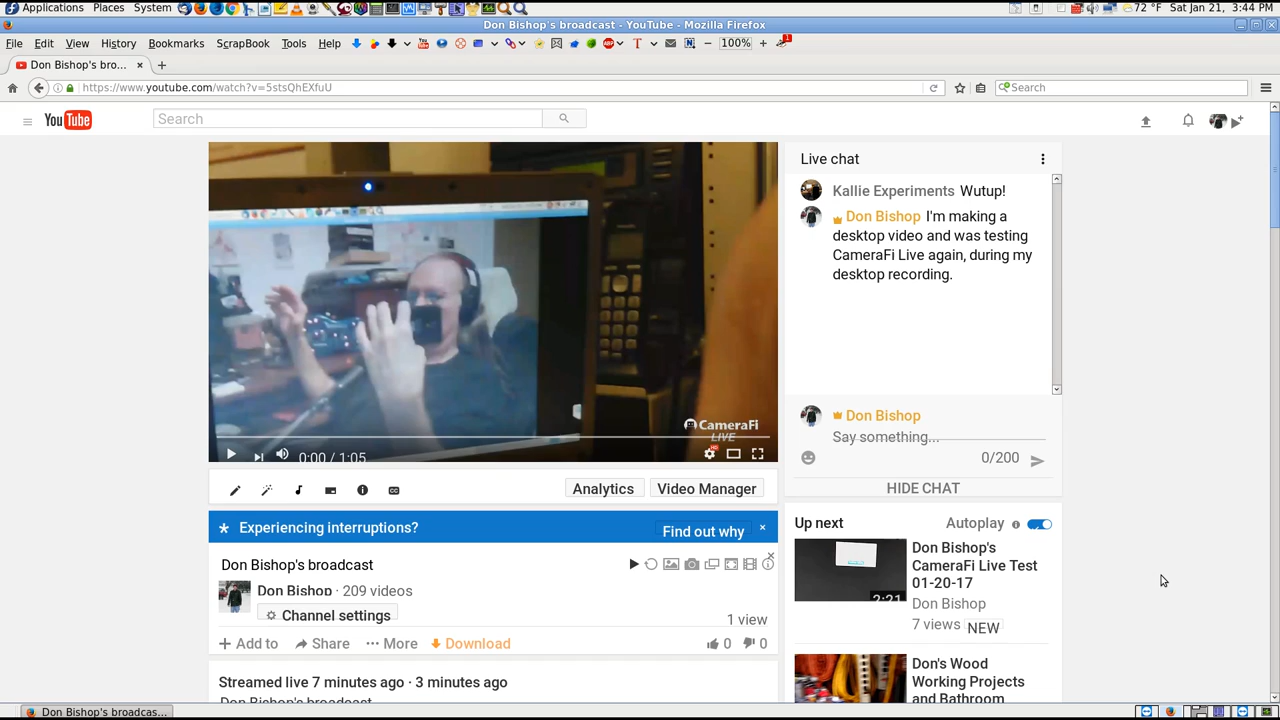 Applications Places System 72 °F Sat Jan 21, 3:44 PM
Don Bishop's broadcast - YouTube - Mozilla Firefox
File Edit View History Bookmarks ScrapBook Tools Help 100%
Don Bishop's bro...
https://www.youtube.com/watch?v=5stsQhEXfuU
Search
YouTube
Search
CameraFi
LIVE
0:00 / 1:05
Analytics
Video Manager
Experiencing interruptions?
Find out why
Don Bishop's broadcast
Don Bishop · 209 videos
Channel settings
1 view
Add to Share More Download
0 0
Streamed live 7 minutes ago · 3 minutes ago
Don Bishop's broadcast
Live chat
Kallie Experiments Wutup!
Don Bishop I'm making a
desktop video and was testing
CameraFi Live again, during my
desktop recording.
Don Bishop
Say something...
0/200
HIDE CHAT
Up next
Autoplay
Don Bishop's
CameraFi Live Test
01-20-17
Don Bishop
7 views NEW
2:21
Don's Wood
Working Projects
and Bathroom
Don Bishop's broadcas...